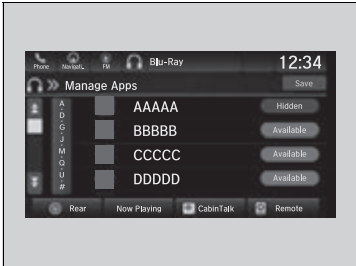 Phone Navigati.. FM Blu-Ray 12:34
Manage Apps Save
A
D
G
J
M
Q
U
#
AAAAA Hidden
BBBBB Available
CCCCC Available
DDDDD Available
Rear Now Playing CabinTalk Remote